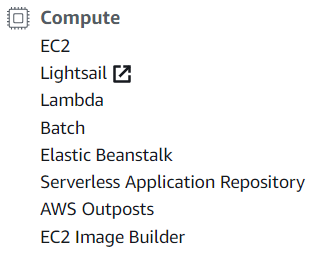 Compute
EC2
Lightsail
Lambda
Batch
Elastic Beanstalk
Serverless Application Repository
AWS Outposts
EC2 Image Builder